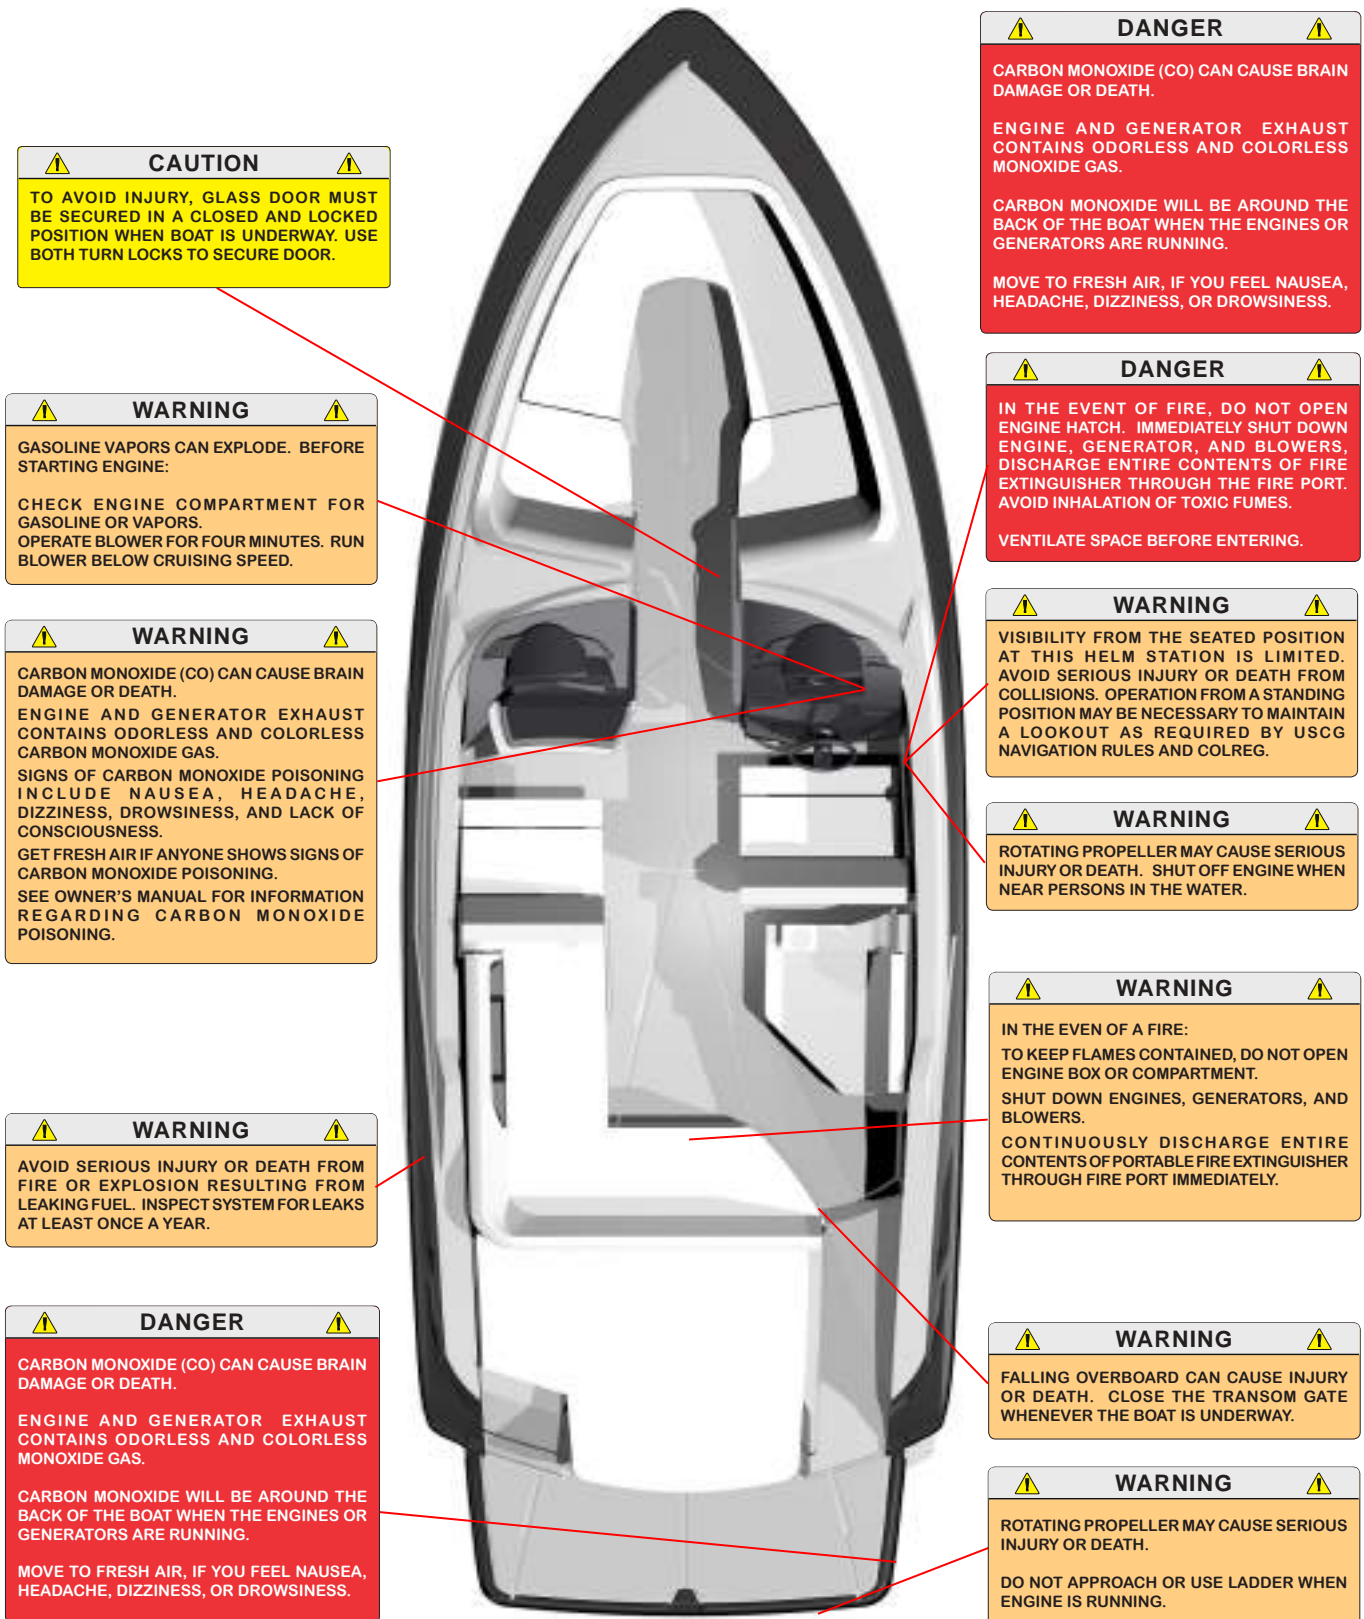 CAUTION
TO AVOID INJURY, GLASS DOOR MUST
BE SECURED IN A CLOSED AND LOCKED
POSITION WHEN BOAT IS UNDERWAY. USE
BOTH TURN LOCKS TO SECURE DOOR.
WARNING
GASOLINE VAPORS CAN EXPLODE. BEFORE
STARTING ENGINE:
CHECK ENGINE COMPARTMENT FOR
GASOLINE OR VAPORS.
OPERATE BLOWER FOR FOUR MINUTES. RUN
BLOWER BELOW CRUISING SPEED.
WARNING
CARBON MONOXIDE (CO) CAN CAUSE BRAIN
DAMAGE OR DEATH.
ENGINE AND GENERATOR EXHAUST
CONTAINS ODORLESS AND COLORLESS
CARBON MONOXIDE GAS.
SIGNS OF CARBON MONOXIDE POISONING
INCLUDE NAUSEA, HEADACHE,
DIZZINESS, DROWSINESS, AND LACK OF
CONSCIOUSNESS.
GET FRESH AIR IF ANYONE SHOWS SIGNS OF
CARBON MONOXIDE POISONING.
SEE OWNER'S MANUAL FOR INFORMATION
REGARDING CARBON MONOXIDE
POISONING.
WARNING
AVOID SERIOUS INJURY OR DEATH FROM
FIRE OR EXPLOSION RESULTING FROM
LEAKING FUEL. INSPECT SYSTEM FOR LEAKS
AT LEAST ONCE A YEAR.
DANGER
CARBON MONOXIDE (CO) CAN CAUSE BRAIN
DAMAGE OR DEATH.
ENGINE AND GENERATOR EXHAUST
CONTAINS ODORLESS AND COLORLESS
MONOXIDE GAS.
CARBON MONOXIDE WILL BE AROUND THE
BACK OF THE BOAT WHEN THE ENGINES OR
GENERATORS ARE RUNNING.
MOVE TO FRESH AIR, IF YOU FEEL NAUSEA,
HEADACHE, DIZZINESS, OR DROWSINESS.
DANGER
CARBON MONOXIDE (CO) CAN CAUSE BRAIN
DAMAGE OR DEATH.
ENGINE AND GENERATOR EXHAUST
CONTAINS ODORLESS AND COLORLESS
MONOXIDE GAS.
CARBON MONOXIDE WILL BE AROUND THE
BACK OF THE BOAT WHEN THE ENGINES OR
GENERATORS ARE RUNNING.
MOVE TO FRESH AIR, IF YOU FEEL NAUSEA,
HEADACHE, DIZZINESS, OR DROWSINESS.
DANGER
IN THE EVENT OF FIRE, DO NOT OPEN
ENGINE HATCH. IMMEDIATELY SHUT DOWN
ENGINE, GENERATOR, AND BLOWERS,
DISCHARGE ENTIRE CONTENTS OF FIRE
EXTINGUISHER THROUGH THE FIRE PORT.
AVOID INHALATION OF TOXIC FUMES.
VENTILATE SPACE BEFORE ENTERING.
WARNING
VISIBILITY FROM THE SEATED POSITION
AT THIS HELM STATION IS LIMITED.
AVOID SERIOUS INJURY OR DEATH FROM
COLLISIONS. OPERATION FROM A STANDING
POSITION MAY BE NECESSARY TO MAINTAIN
A LOOKOUT AS REQUIRED BY USCG
NAVIGATION RULES AND COLREG.
WARNING
ROTATING PROPELLER MAY CAUSE SERIOUS
INJURY OR DEATH. SHUT OFF ENGINE WHEN
NEAR PERSONS IN THE WATER.
WARNING
IN THE EVEN OF A FIRE:
TO KEEP FLAMES CONTAINED, DO NOT OPEN
ENGINE BOX OR COMPARTMENT.
SHUT DOWN ENGINES, GENERATORS, AND
BLOWERS.
CONTINUOUSLY DISCHARGE ENTIRE
CONTENTS OF PORTABLE FIRE EXTINGUISHER
THROUGH FIRE PORT IMMEDIATELY.
WARNING
FALLING OVERBOARD CAN CAUSE INJURY
OR DEATH. CLOSE THE TRANSOM GATE
WHENEVER THE BOAT IS UNDERWAY.
WARNING
ROTATING PROPELLER MAY CAUSE SERIOUS
INJURY OR DEATH.
DO NOT APPROACH OR USE LADDER WHEN
ENGINE IS RUNNING.